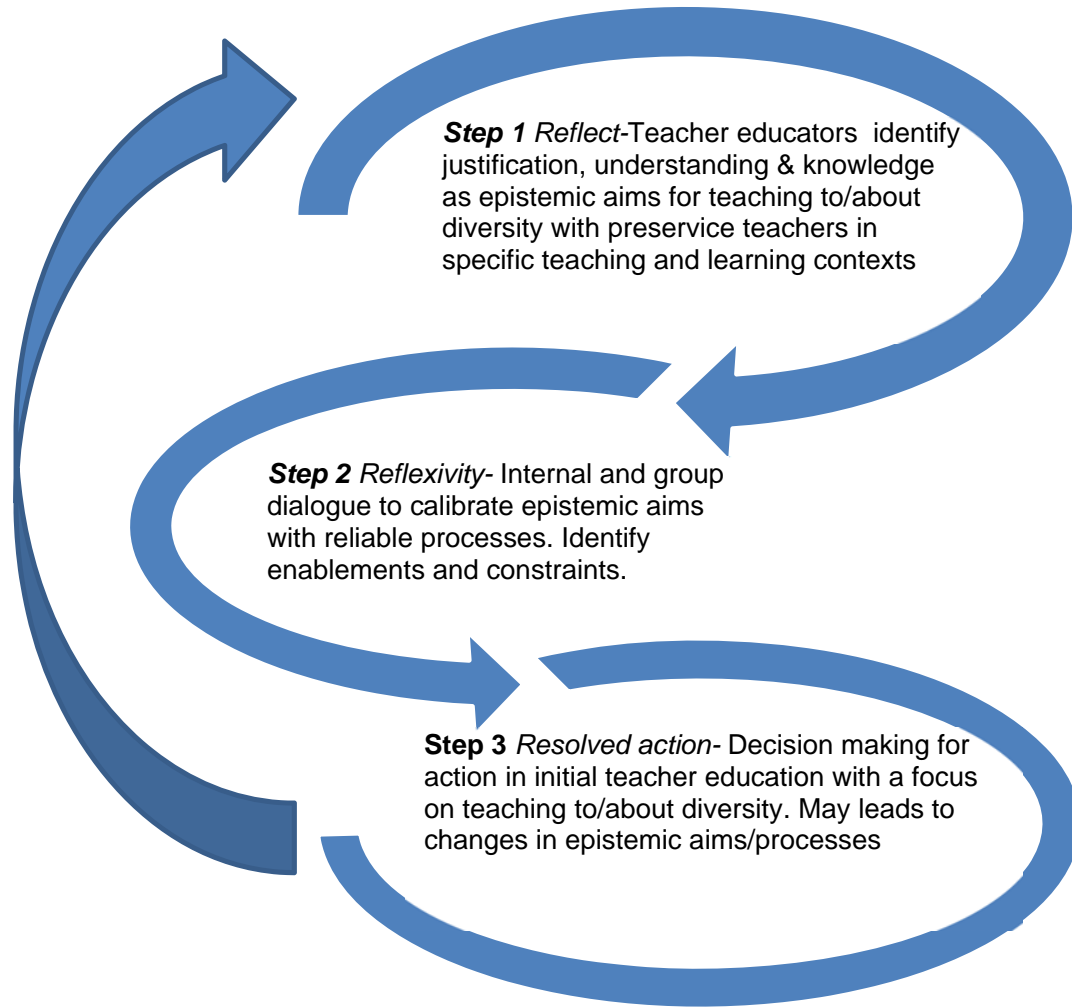 Step 1 Reflect-Teacher educators identify
justification, understanding & knowledge
as epistemic aims for teaching to/about
diversity with preservice teachers in
specific teaching and learning contexts
Step 2 Reflexivity- Internal and group
dialogue to calibrate epistemic aims
with reliable processes. Identify
enablements and constraints.
Step 3 Resolved action- Decision making for
action in initial teacher education with a focus
on teaching to/about diversity. May leads to
changes in epistemic aims/processes